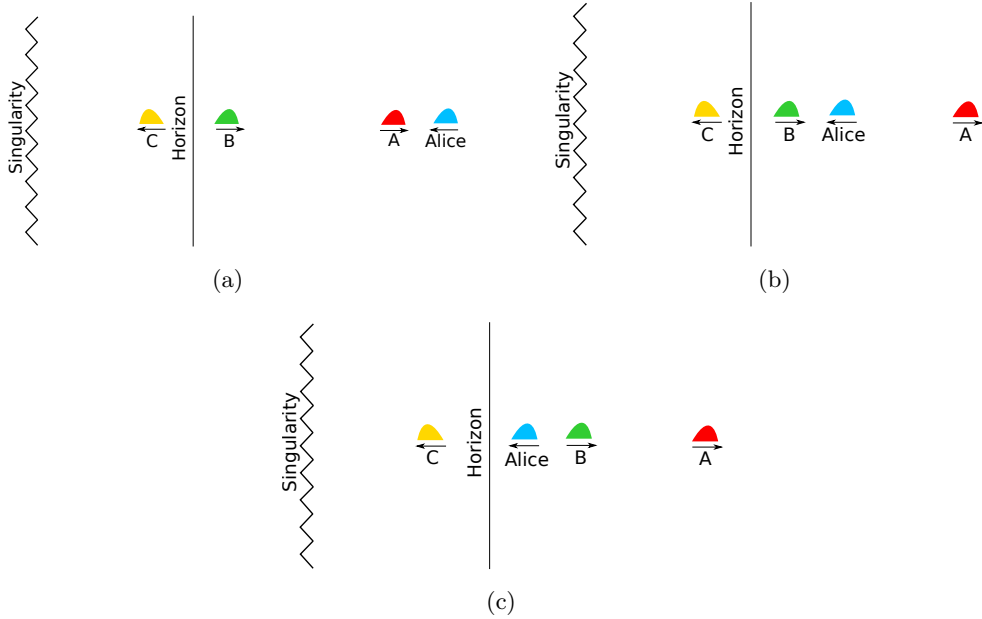 Singularity
C
Horizon
B
A
Alice
(a)
Singularity
C
Horizon
B
Alice
A
(b)
Singularity
C
Horizon
Alice
B
A
(c)